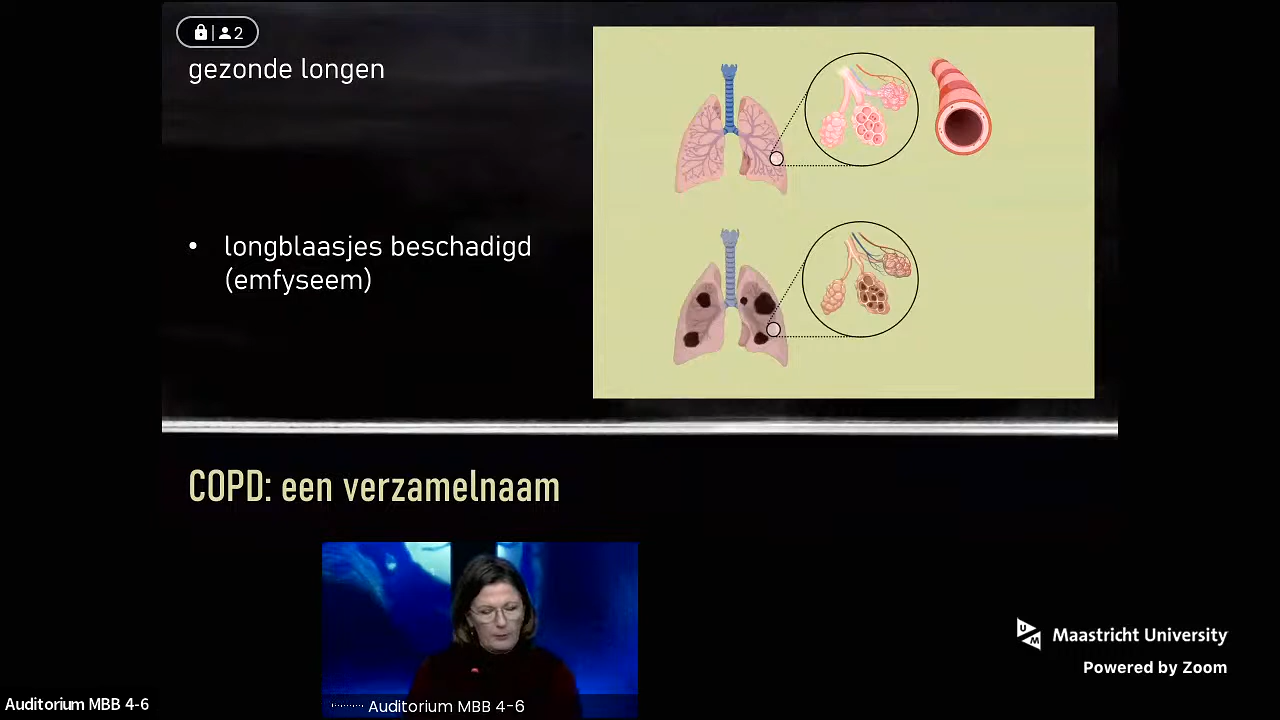 2
gezonde longen
• longblaasjes beschadigd
(emfyseem)
COPD: een verzamelnaam
UM
Maastricht University
Powered by Zoom
Auditorium MBB 4-6
Auditorium MBB 4-6